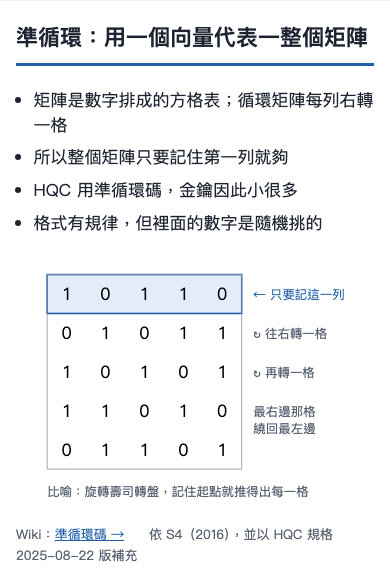 準循環：用一個向量代表一整個矩陣
• 矩陣是數字排成的方格表；循環矩陣每列右轉
一格
• 所以整個矩陣只要記住第一列就夠
• HQC 用準循環碼，金鑰因此小很多
• 格式有規律，但裡面的數字是隨機挑的
1 0 1 1 0 ← 只要記這一列
0 1 0 1 1 ↻ 往右轉一格
1 0 1 0 1 ↻ 再轉一格
1 1 0 1 0 最右邊那格
繞回最左邊
0 1 1 0 1
比喻：旋轉壽司轉盤，記住起點就推得出每一格
Wiki：準循環碼 → 依 S4（2016），並以 HQC 規格
2025-08-22 版補充